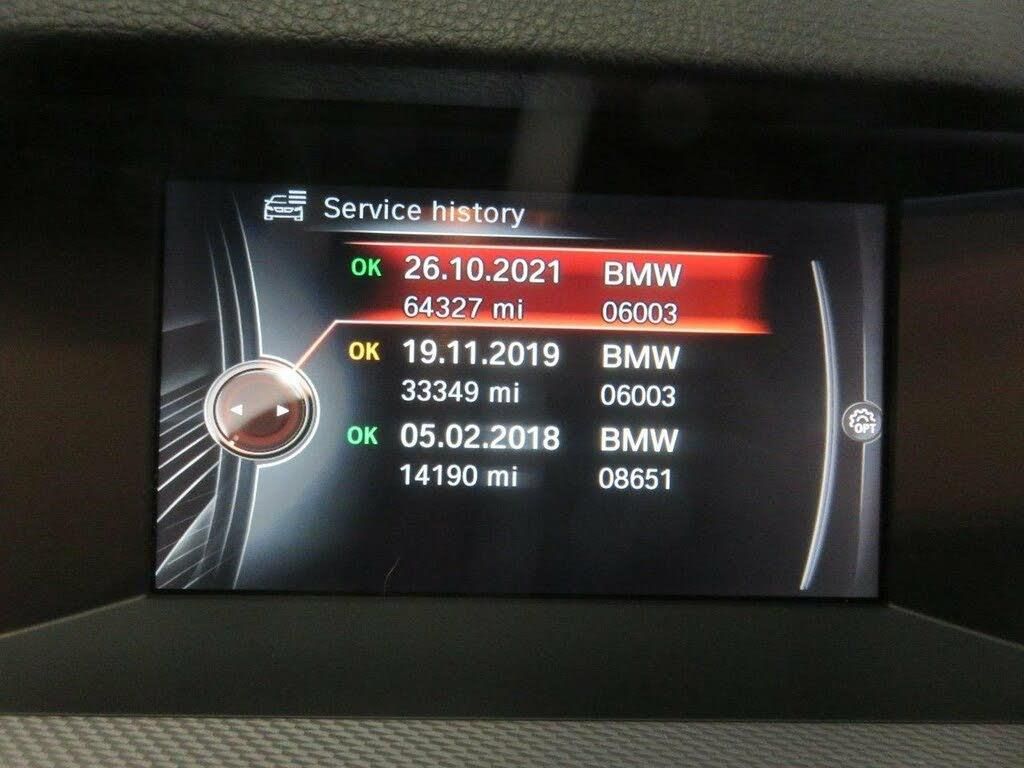 Service history
OK 26.10.2021 BMW
64327 mi 06003
OK 19.11.2019 BMW
33349 mi 06003
OK 05.02.2018 BMW
14190 mi 08651
OPT